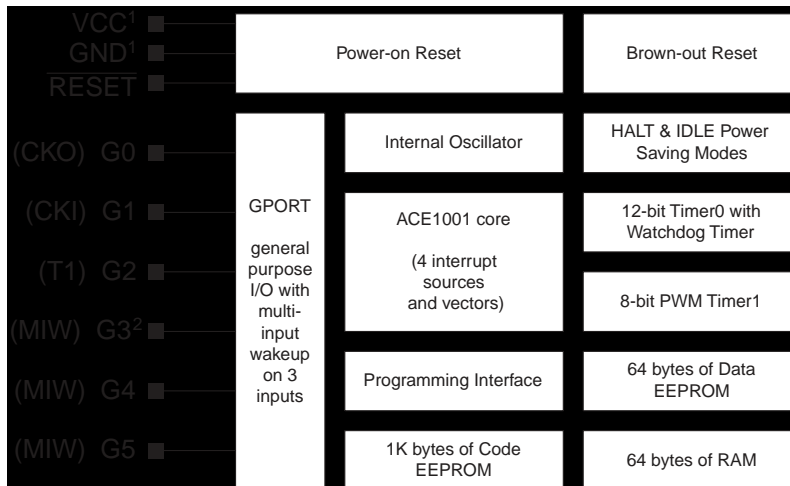 VCC¹
GND¹
RESET
(CKO) G0
(CKI) G1
(T1) G2
(MIW) G3²
(MIW) G4
(MIW) G5
Power-on Reset
Brown-out Reset
GPORT
general
purpose
I/O with
multi-
input
wakeup
on 3
inputs
Internal Oscillator
HALT & IDLE Power
Saving Modes
ACE1001 core
(4 interrupt
sources
and vectors)
12-bit Timer0 with
Watchdog Timer
8-bit PWM Timer1
Programming Interface
64 bytes of Data
EEPROM
1K bytes of Code
EEPROM
64 bytes of RAM